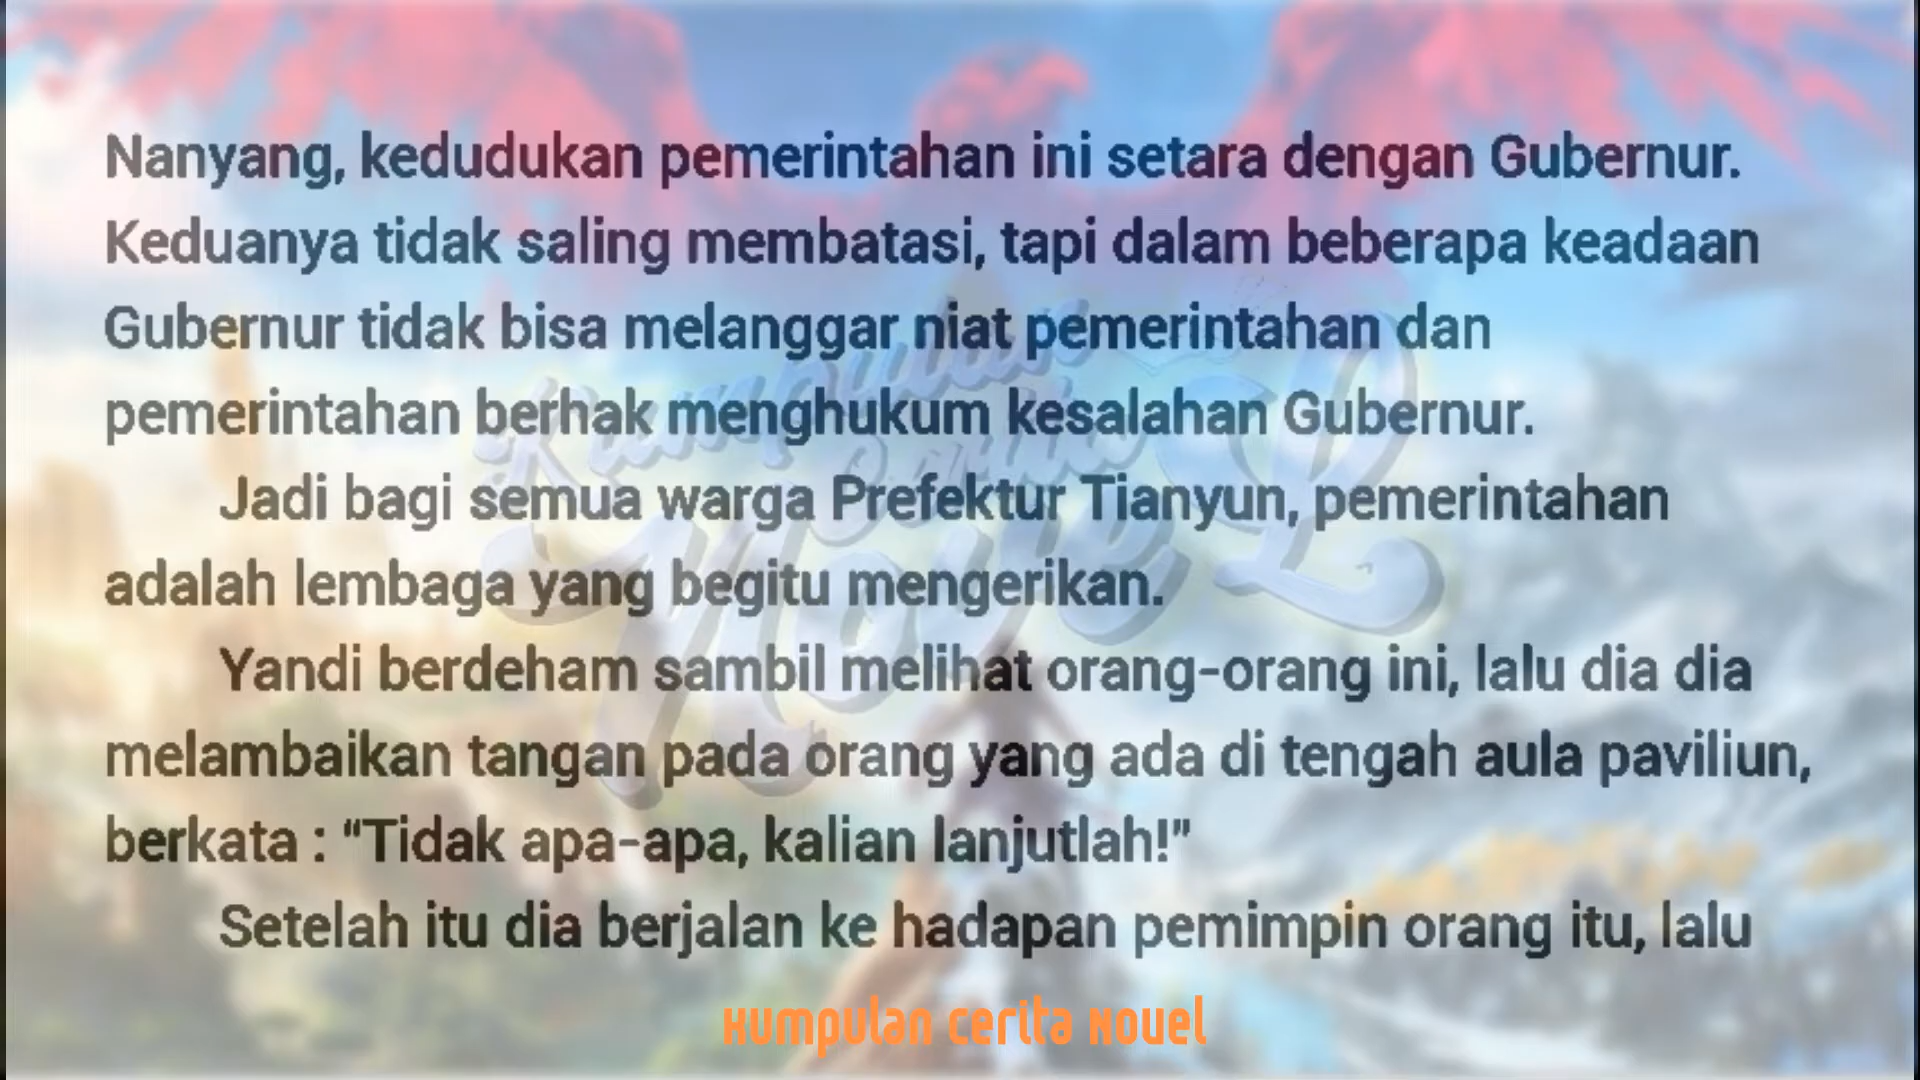 Nanyang, kedudukan pemerintahan ini setara dengan Gubernur.
Keduanya tidak saling membatasi, tapi dalam beberapa keadaan
Gubernur tidak bisa melanggar niat pemerintahan dan
pemerintahan berhak menghukum kesalahan Gubernur.
Jadi bagi semua warga Prefektur Tianyun, pemerintahan
adalah lembaga yang begitu mengerikan.
Yandi berdeham sambil melihat orang-orang ini, lalu dia dia
melambaikan tangan pada orang yang ada di tengah aula paviliun,
berkata : “Tidak apa-apa, kalian lanjutlah!”
Setelah itu dia berjalan ke hadapan pemimpin orang itu, lalu
Kumpulan
Cerita
Novel
Kumpulan Cerita Novel